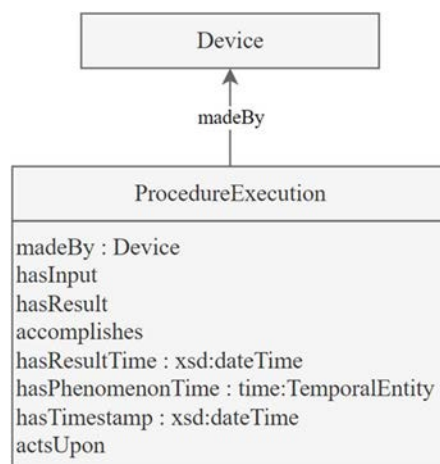 Device
madeBy
ProcedureExecution
madeBy : Device
hasInput
hasResult
accomplishes
hasResultTime : xsd:dateTime
hasPhenomenonTime : time:TemporalEntity
hasTimestamp : xsd:dateTime
actsUpon